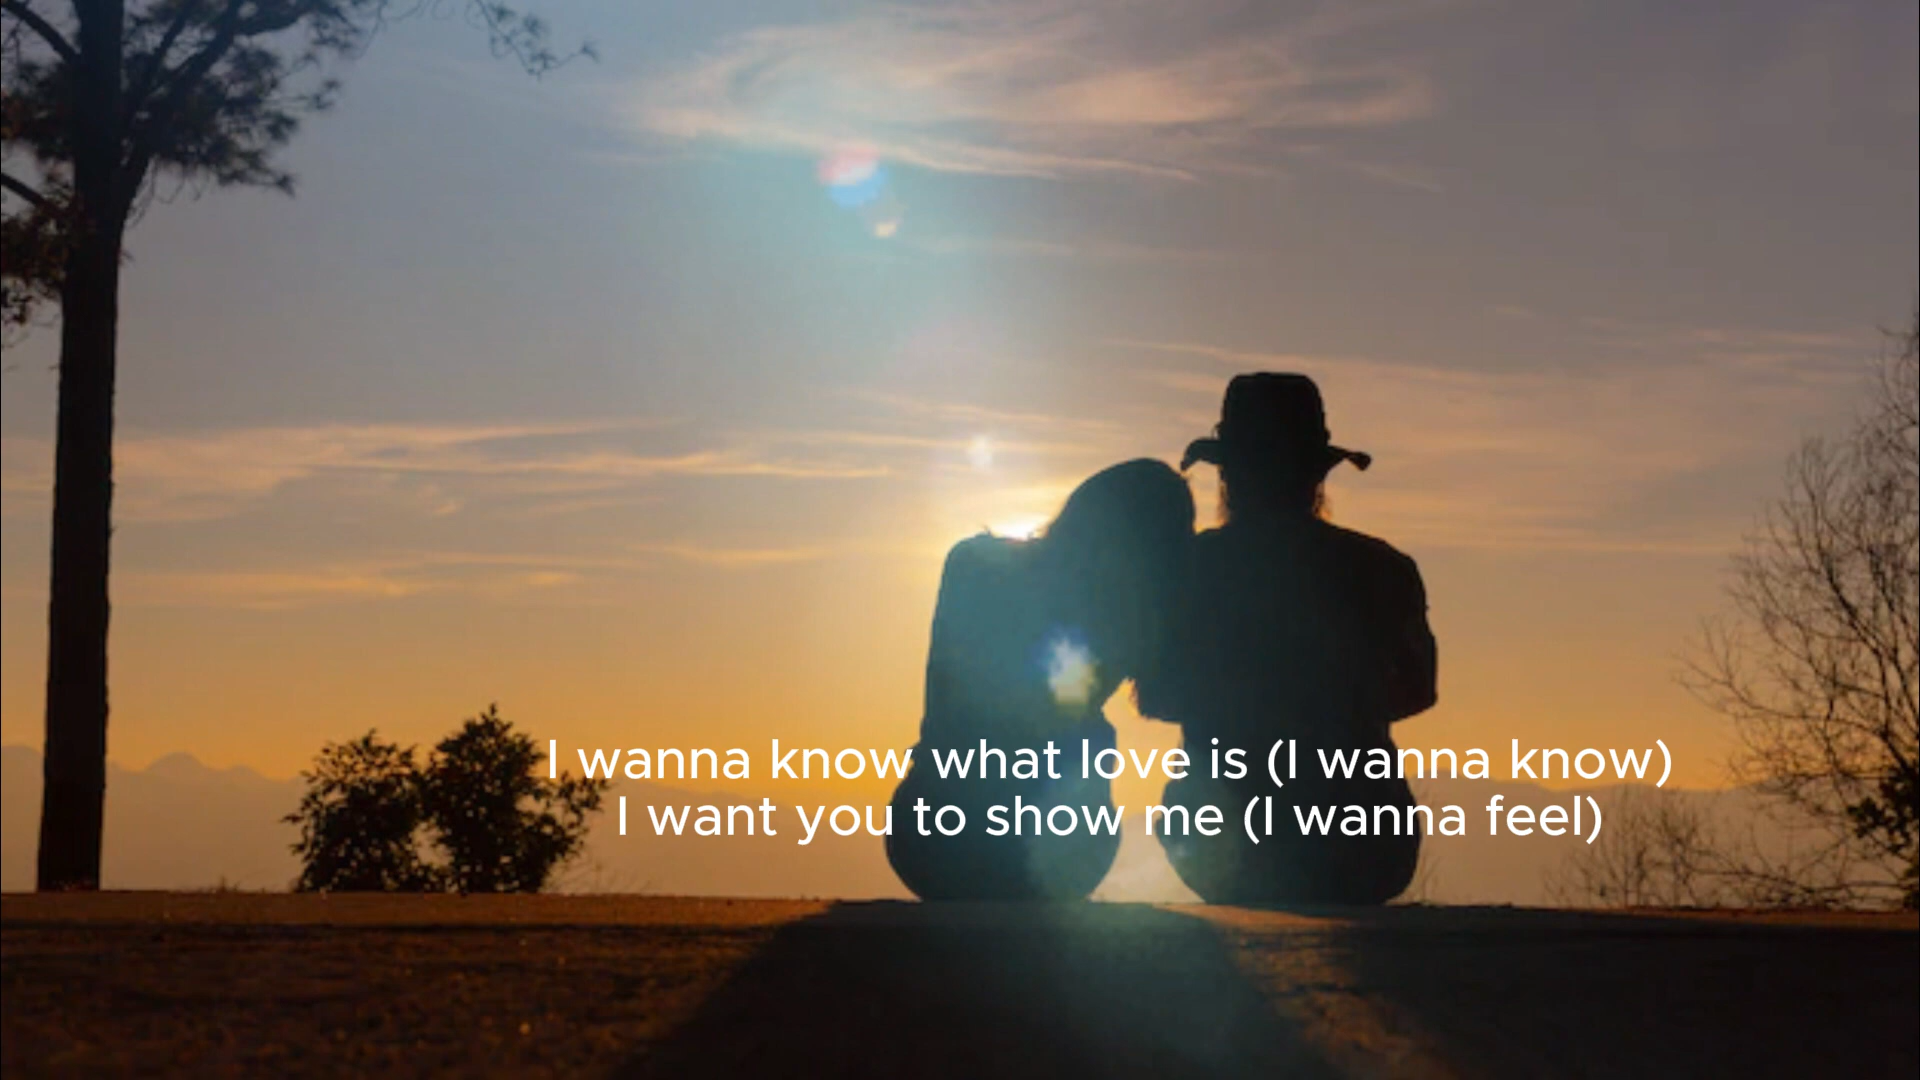 I wanna know what love is (I wanna know)
I want you to show me (I wanna feel)